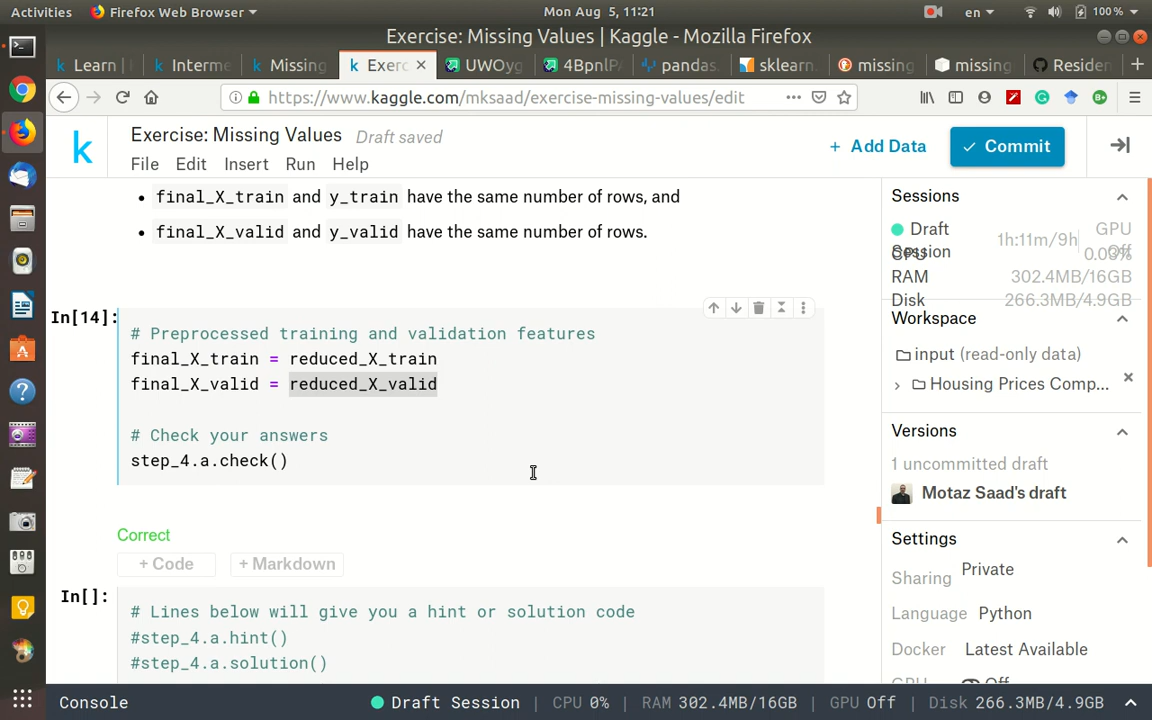 Activities Firefox Web Browser Mon Aug 5, 11:21 en 100%
Exercise: Missing Values | Kaggle - Mozilla Firefox
Learn | Interme Missing Exerc UWOyg 4BpnlP pandas. sklearn. missing missing Residen
https://www.kaggle.com/mksaad/exercise-missing-values/edit
Exercise: Missing Values Draft saved
File Edit Insert Run Help
+ Add Data
Commit
• final_X_train and y_train have the same number of rows, and
• final_X_valid and y_valid have the same number of rows.
In[14]:
# Preprocessed training and validation features
final_X_train = reduced_X_train
final_X_valid = reduced_X_valid
# Check your answers
step_4.a.check()
Correct
+ Code + Markdown
In[]:
# Lines below will give you a hint or solution code
#step_4.a.hint()
#step_4.a.solution()
Sessions
Draft Session 1h:11m/9h GPU Off
CPU 0.03%
RAM 302.4MB/16GB
Disk 266.3MB/4.9GB
Workspace
input (read-only data)
Housing Prices Comp...
Versions
1 uncommitted draft
Motaz Saad's draft
Settings
Sharing Private
Language Python
Docker Latest Available
GPU Off
Console Draft Session | CPU 0% | RAM 302.4MB/16GB | GPU Off | Disk 266.3MB/4.9GB